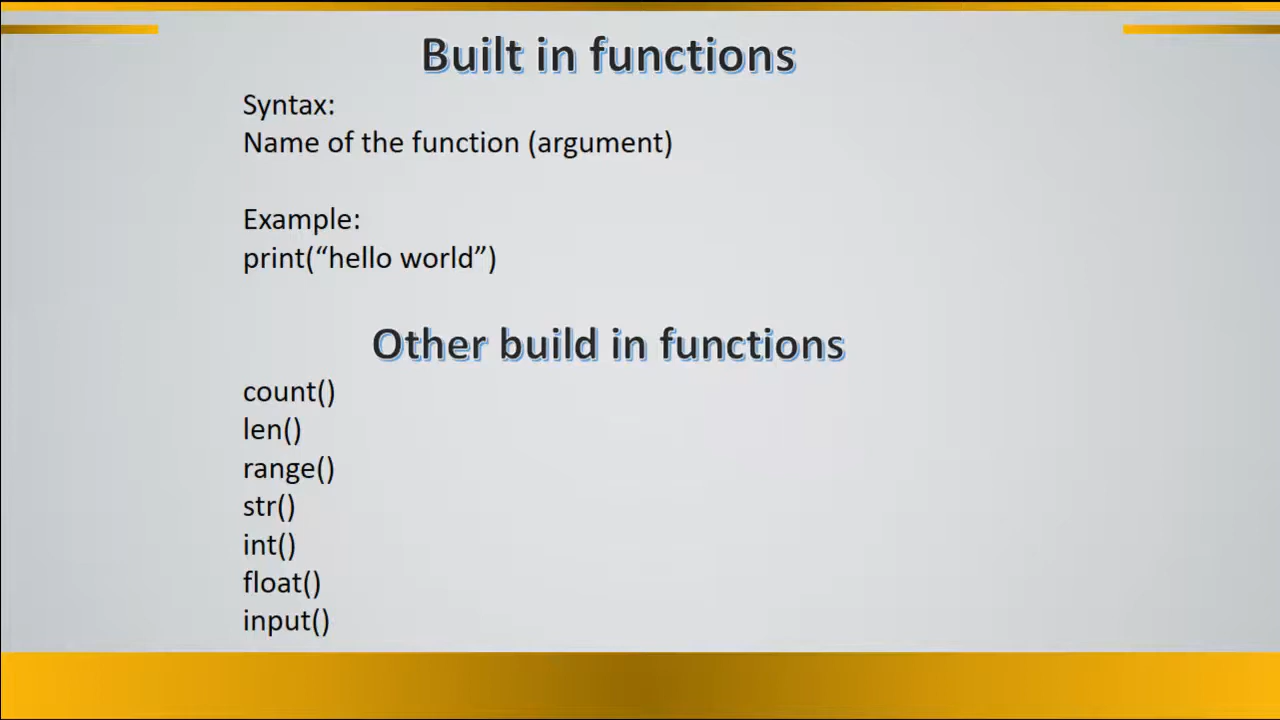 Built in functions
Syntax:
Name of the function (argument)
Example:
print(“hello world”)
Other build in functions
count()
len()
range()
str()
int()
float()
input()